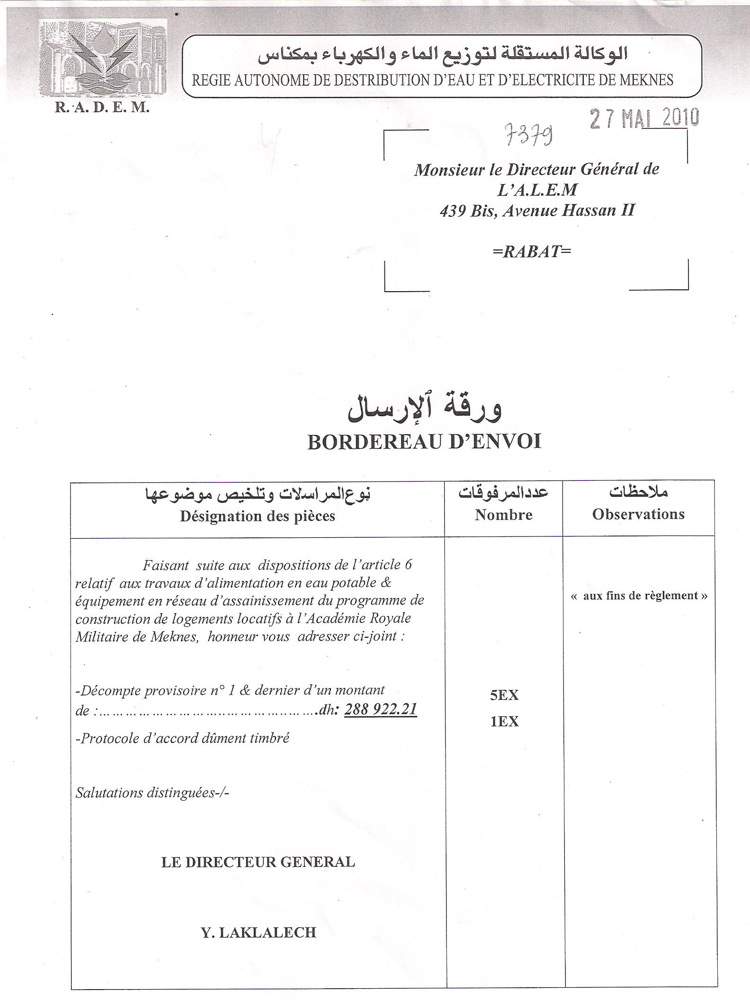 الوكالة المستقلة لتوزيع الماء والكهرباء بمكناس
REGIE AUTONOME DE DESTRIBUTION D'EAU ET D'ELECTRICITE DE MEKNES
R. A. D. E. M.
27 MAI 2010
7379
Monsieur le Directeur Général de
L'A.L.E.M
439 Bis, Avenue Hassan II
=RABAT=
ورقة الإرسال
BORDEREAU D'ENVOI
نوع المراسلات وتلخيص موضوعها
Désignation des pièces
عدد المرفوقات
Nombre
ملاحظات
Observations
Faisant suite aux dispositions de l'article 6
relatif aux travaux d'alimentation en eau potable &
équipement en réseau d'assainissement du programme de
construction de logements locatifs à l'Académie Royale
Militaire de Meknes, honneur vous adresser ci-joint :
« aux fins de règlement »
-Décompte provisoire n° 1 & dernier d'un montant
de :……………………………………….dh: 288 922.21
5EX
1EX
-Protocole d'accord dûment timbré
Salutations distinguées-/-
LE DIRECTEUR GENERAL
Y. LAKLALECH